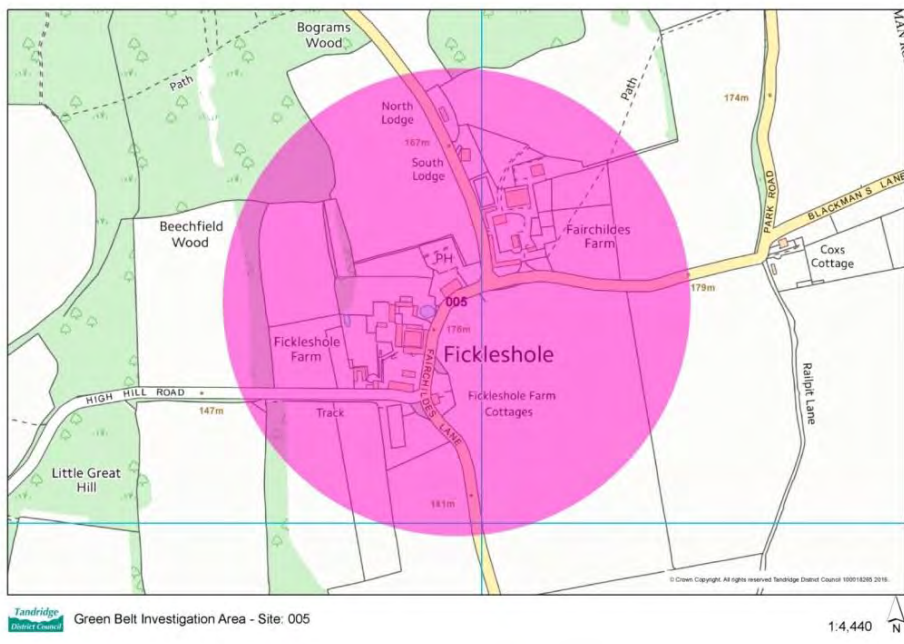 Bograms
Wood
Path
North
Lodge
167m
South
Lodge
Path
174m
PARK ROAD
BLACKMAN S LANE
Beechfield
Wood
PH
Fairchildes
Farm
Coxs
Cottage
005
179m
176m
Fickleshole
Farm
Fickleshole
FAIRCHILDES LANE
HIGH HILL ROAD
147m
Track
Fickleshole Farm
Cottages
Railpit Lane
Little Great
Hill
© Crown Copyright. All rights reserved Tandridge District Council 100018265 2016.
Tandridge
District Council
Green Belt Investigation Area - Site: 005
1:4,440
N